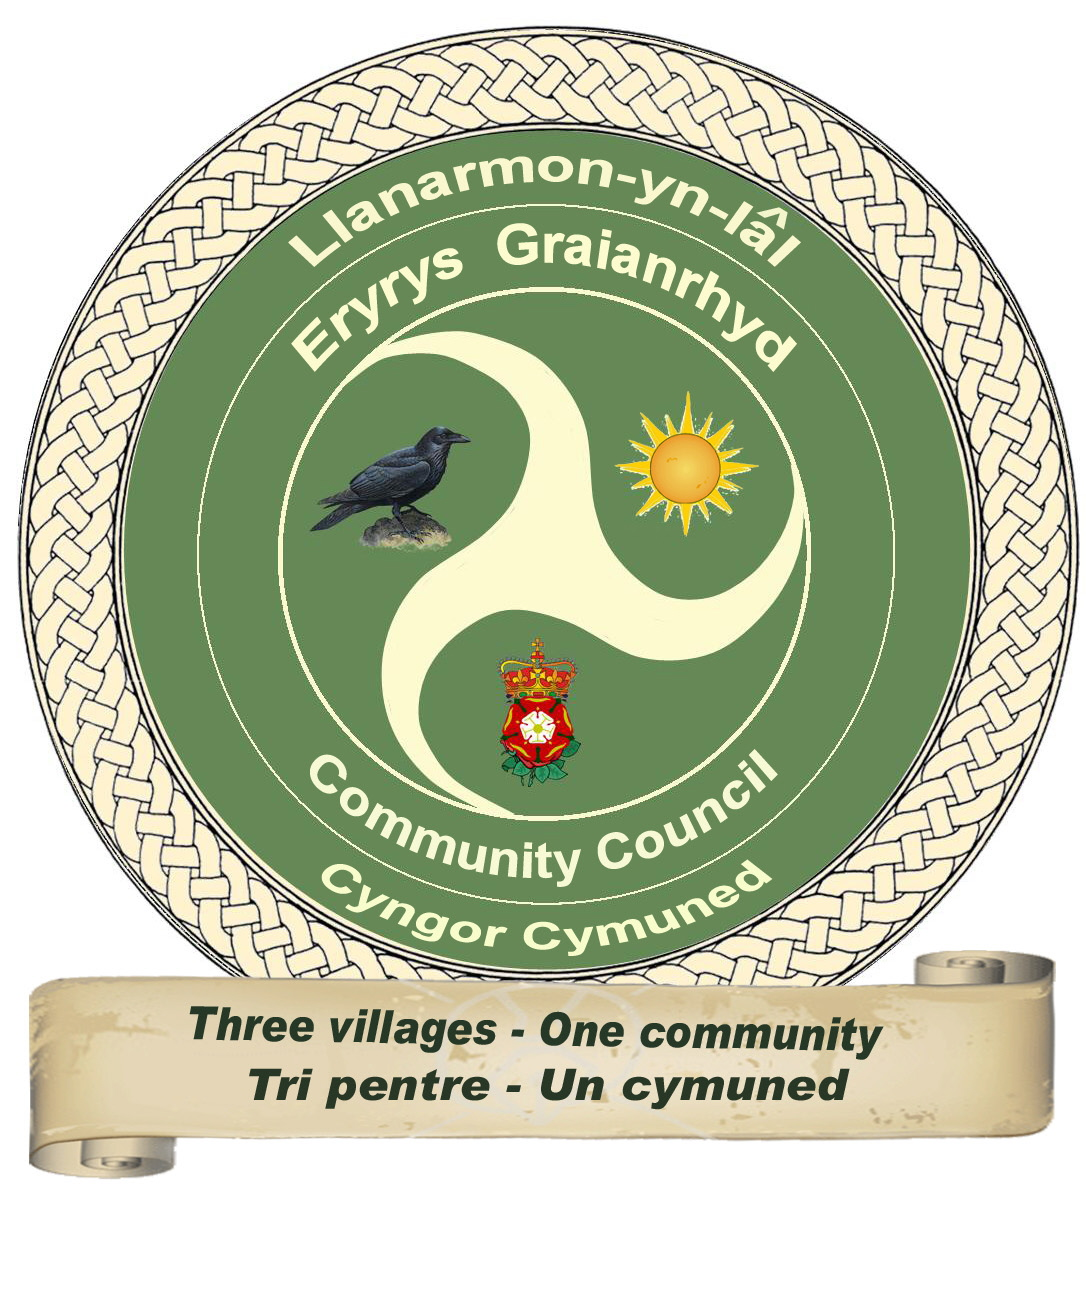 Llanarmon-yn-Iâl
Eryrys Graianrhyd
Community Council
Cyngor Cymuned
Three villages - One community
Tri pentre - Un cymuned